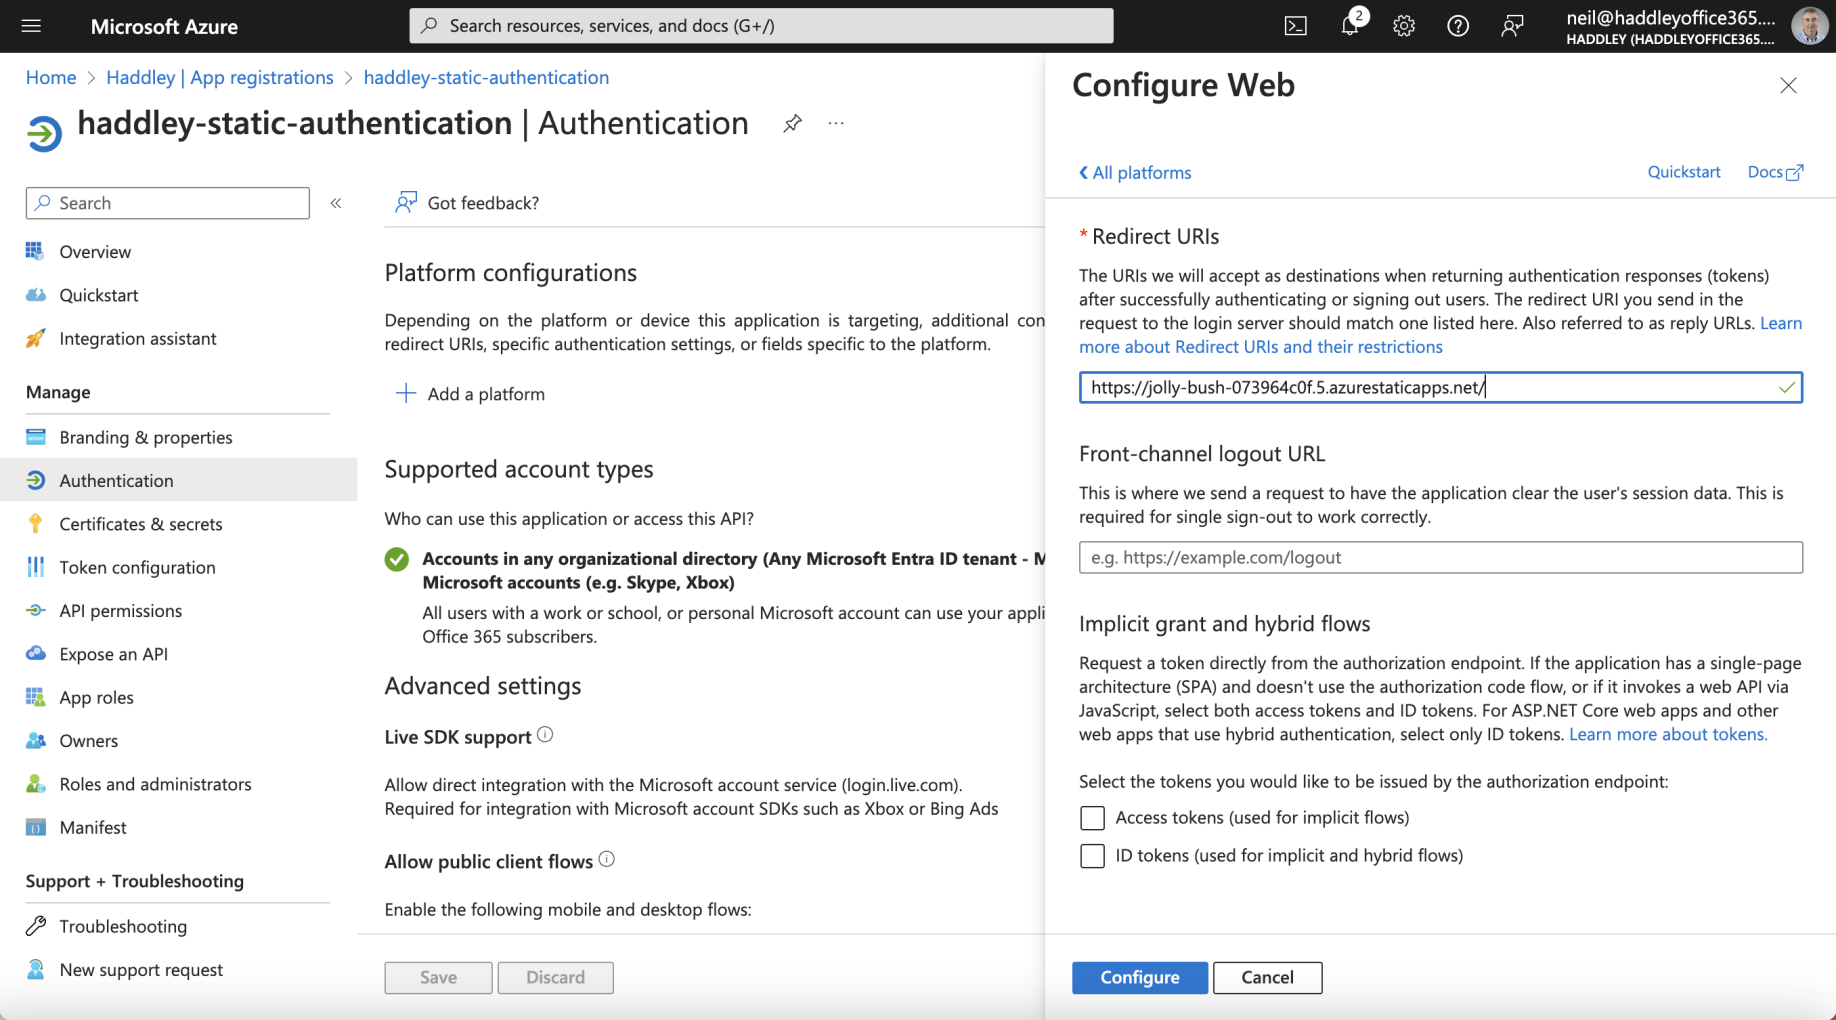 Microsoft Azure
Search resources, services, and docs (G+/)
2
neil@haddleyoffice365....
HADDLEY (HADDLEYOFFICE365....
Home > Haddley | App registrations > haddley-static-authentication
haddley-static-authentication | Authentication
...
Search
«
Overview
Quickstart
Integration assistant
Manage
Branding & properties
Authentication
Certificates & secrets
Token configuration
API permissions
Expose an API
App roles
Owners
Roles and administrators
Manifest
Support + Troubleshooting
Troubleshooting
New support request
Got feedback?
Platform configurations
Depending on the platform or device this application is targeting, additional con
redirect URIs, specific authentication settings, or fields specific to the platform.
Add a platform
Supported account types
Who can use this application or access this API?
Accounts in any organizational directory (Any Microsoft Entra ID tenant - M
Microsoft accounts (e.g. Skype, Xbox)
All users with a work or school, or personal Microsoft account can use your appli
Office 365 subscribers.
Advanced settings
Live SDK support
Allow direct integration with the Microsoft account service (login.live.com).
Required for integration with Microsoft account SDKs such as Xbox or Bing Ads
Allow public client flows
Enable the following mobile and desktop flows:
Save
Discard
Configure Web
All platforms
Quickstart
Docs
* Redirect URIs
The URIs we will accept as destinations when returning authentication responses (tokens)
after successfully authenticating or signing out users. The redirect URI you send in the
request to the login server should match one listed here. Also referred to as reply URLs. Learn
more about Redirect URIs and their restrictions
https://jolly-bush-073964c0f.5.azurestaticapps.net/
Front-channel logout URL
This is where we send a request to have the application clear the user's session data. This is
required for single sign-out to work correctly.
e.g. https://example.com/logout
Implicit grant and hybrid flows
Request a token directly from the authorization endpoint. If the application has a single-page
architecture (SPA) and doesn't use the authorization code flow, or if it invokes a web API via
JavaScript, select both access tokens and ID tokens. For ASP.NET Core web apps and other
web apps that use hybrid authentication, select only ID tokens. Learn more about tokens.
Select the tokens you would like to be issued by the authorization endpoint:
Access tokens (used for implicit flows)
ID tokens (used for implicit and hybrid flows)
Configure
Cancel